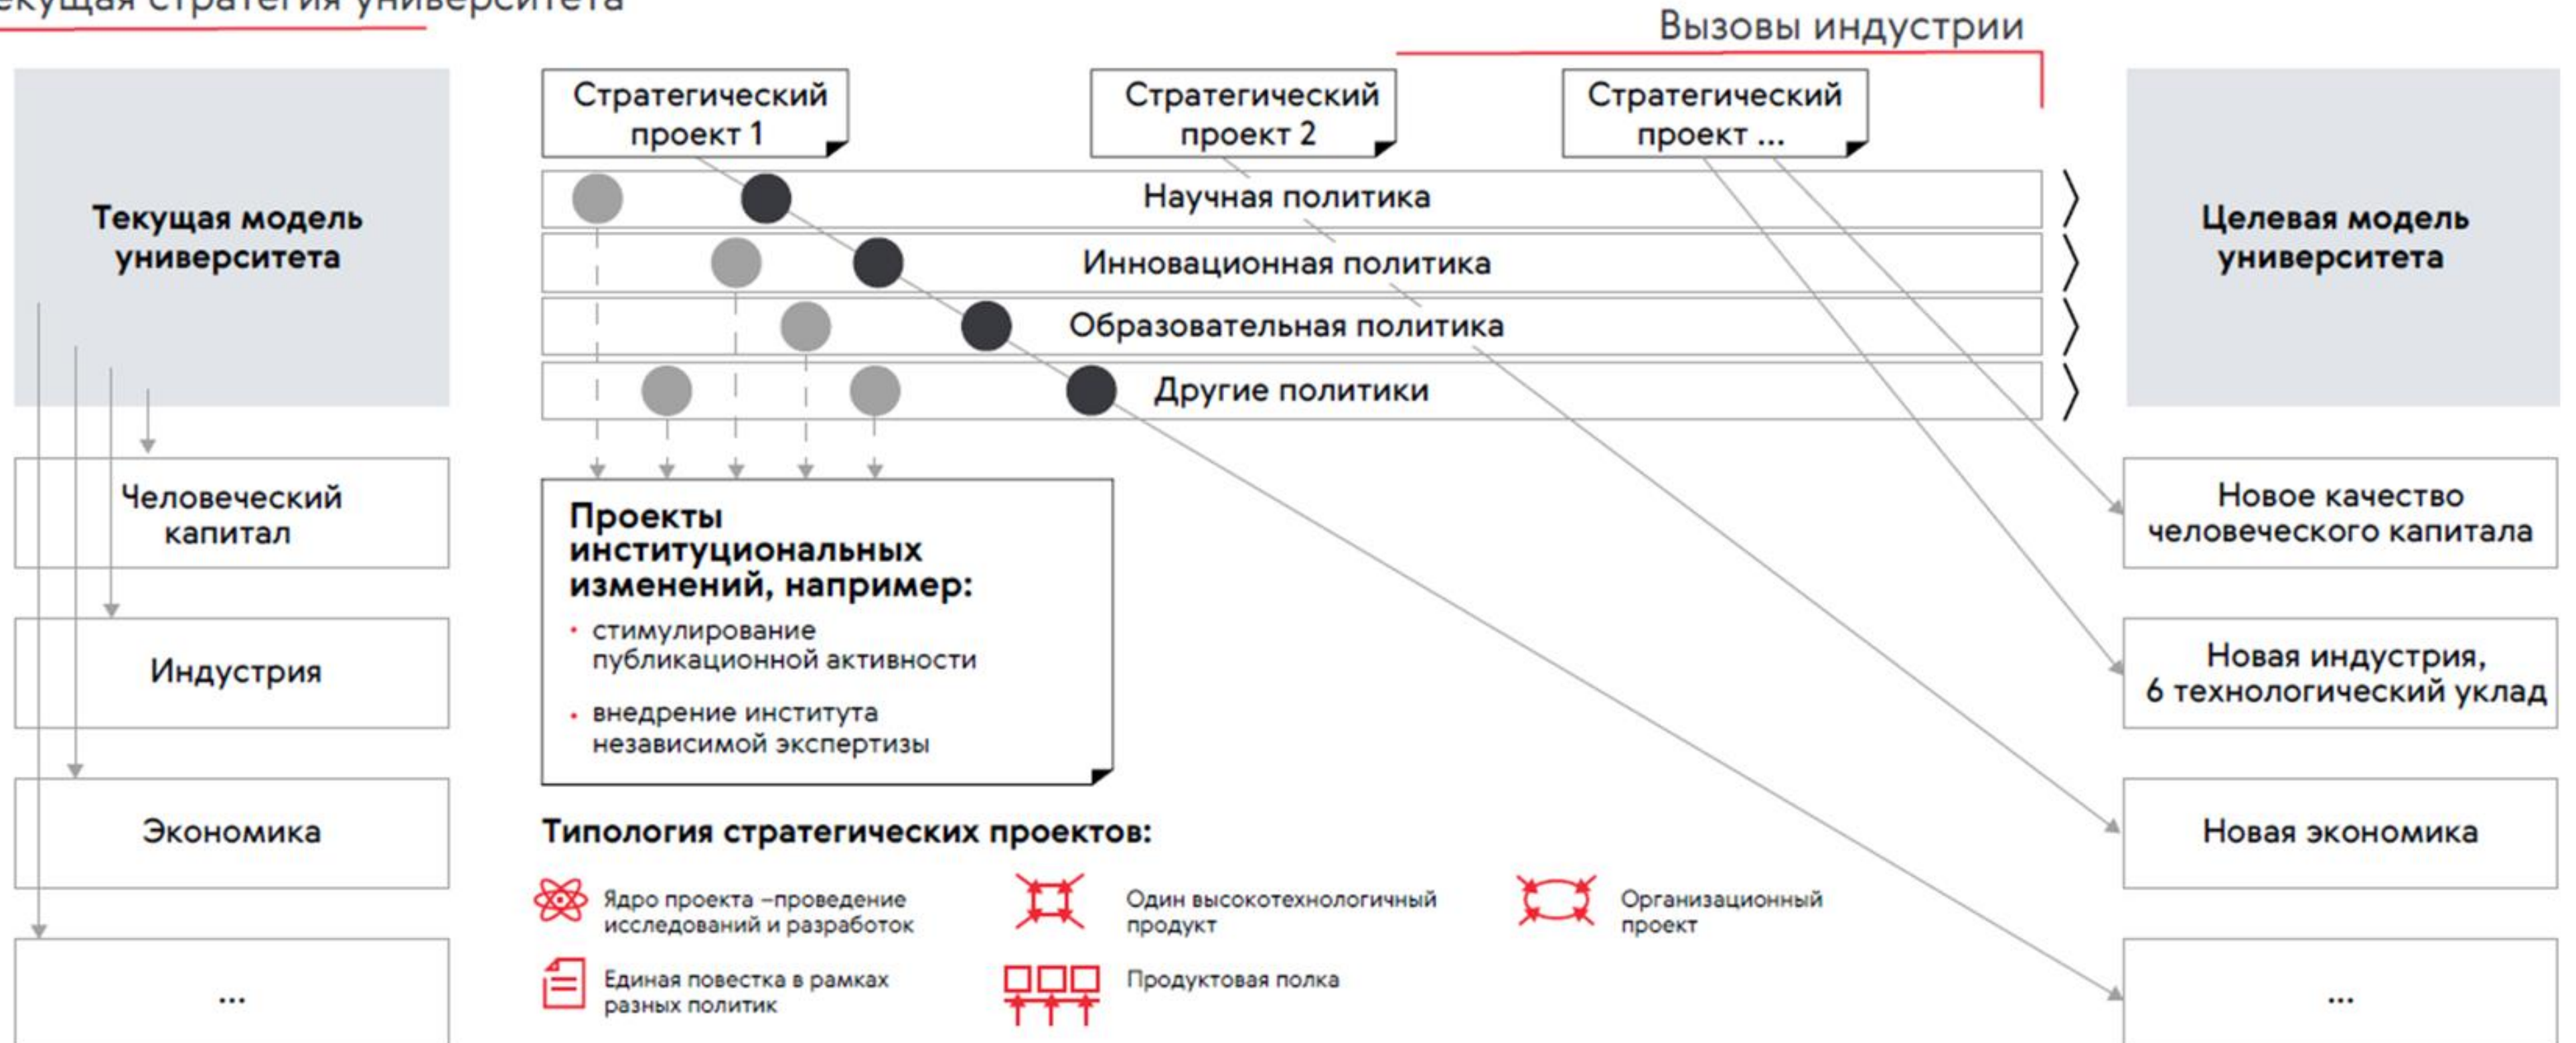 стратегия университета
Вызовы индустрии
Текущая модель
университета
Человеческий
капитал
Индустрия
Экономика
...
Стратегический
проект 1
Стратегический
проект 2
Стратегический
проект ...
Научная политика
Инновационная политика
Образовательная политика
Другие политики
Проекты
институциональных
изменений, например:
• стимулирование
публикационной активности
• внедрение института
независимой экспертизы
Типология стратегических проектов:
Ядро проекта –проведение
исследований и разработок
Единая повестка в рамках
разных политик
Один высокотехнологичный
продукт
Продуктовая полка
Организационный
проект
Целевая модель
университета
Новое качество
человеческого капитала
Новая индустрия,
6 технологический уклад
Новая экономика
...